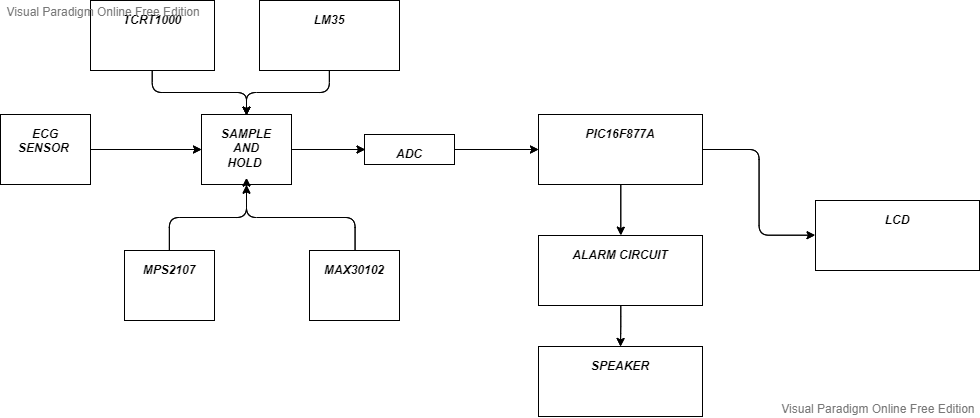 Visual Paradigm Online Free Edition
TCRT1000
LM35
ECG
SENSOR
SAMPLE
AND
HOLD
ADC
PIC16F877A
LCD
MPS2107
MAX30102
ALARM CIRCUIT
SPEAKER
Visual Paradigm Online Free Edition